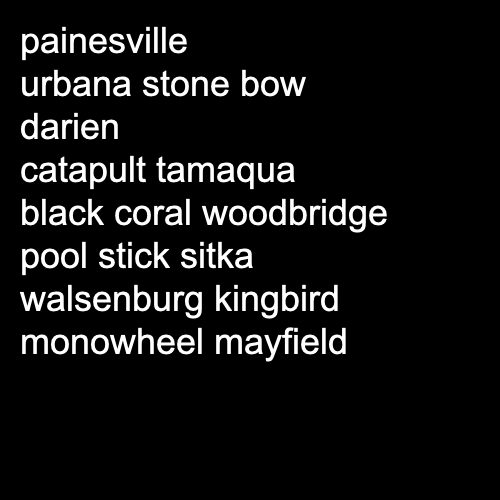 painesville
urbana stone bow
darien
catapult tamaqua
black coral woodbridge
pool stick sitka
walsenburg kingbird
monowheel mayfield